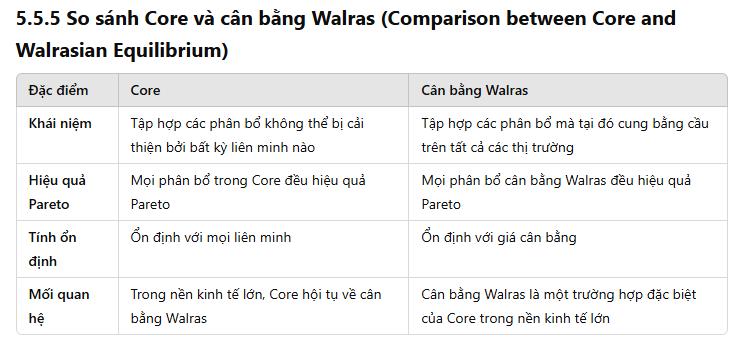 5.5.5 So sánh Core và cân bằng Walras (Comparison between Core and
Walrasian Equilibrium)
Đặc điểm Core Cân bằng Walras
Khái niệm Tập hợp các phân bổ không thể bị cải Tập hợp các phân bổ mà tại đó cung bằng cầu
thiện bởi bất kỳ liên minh nào trên tất cả các thị trường
Hiệu quả Mọi phân bổ trong Core đều hiệu quả Mọi phân bổ cân bằng Walras đều hiệu quả
Pareto Pareto Pareto
Tính ổn Ổn định với mọi liên minh Ổn định với giá cân bằng
định
Mối quan Trong nền kinh tế lớn, Core hội tụ về cân Cân bằng Walras là một trường hợp đặc biệt
hệ bằng Walras của Core trong nền kinh tế lớn